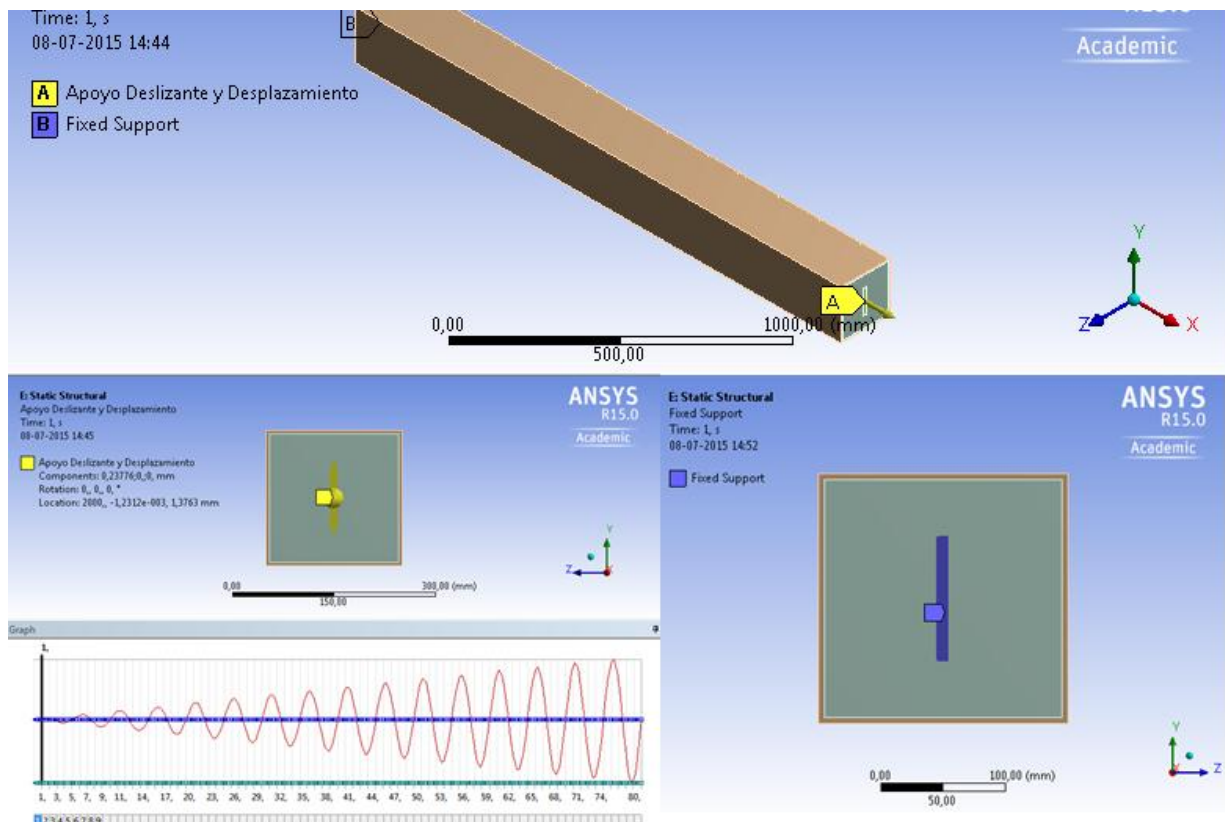 Time: 1, s
08-07-2015 14:44
A Apoyo Deslizante y Desplazamiento
B Fixed Support
B
Academic
A
0,00
1000,00 (mm)
500,00
Y
Z
X
E: Static Structural
Apoyo Deslizante y Desplazamiento
Time: 1, s
08-07-2015 14:45
Apoyo Deslizante y Desplazamiento
Components: 0,23776;0,;0, mm
Rotation: 0,, 0,, 0, °
Location: 2000,, -1,2312e-003, 1,3763 mm
ANSYS
R15.0
Academic
Y
Z
X
0,00
300,00 (mm)
150,00
Graph
1,
1, 3, 5, 7, 9, 11, 14, 17, 20, 23, 26, 29, 32, 35, 38, 41, 44, 47, 50, 53, 56, 59, 62, 65, 68, 71, 74, 80,
E: Static Structural
Fixed Support
Time: 1, s
08-07-2015 14:52
Fixed Support
ANSYS
R15.0
Academic
0,00
100,00 (mm)
50,00
Y
X
Z